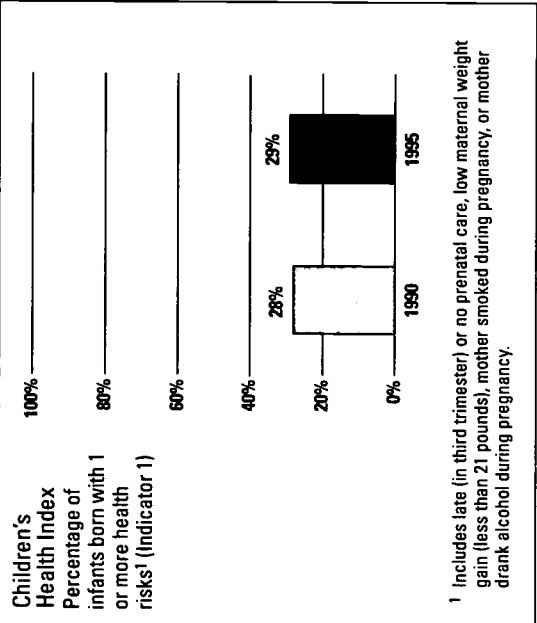 Children's
Health Index
Percentage of
infants born with 1
or more health
risks¹ (Indicator 1)
100%
80%
60%
40%
20%
0%
28%
29%
1990
1995
¹ Includes late (in third trimester) or no prenatal care, low maternal weight
gain (less than 21 pounds), mother smoked during pregnancy, or mother
drank alcohol during pregnancy.